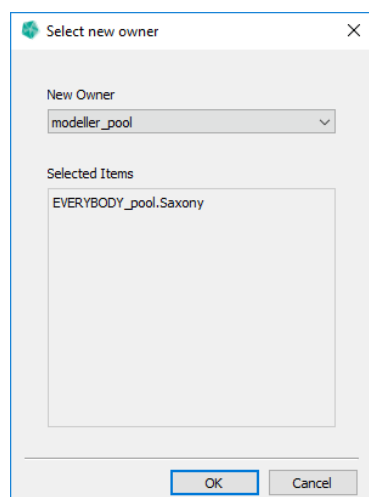 Select new owner
New Owner
modeller_pool
Selected Items
EVERYBODY_pool.Saxony
OK
Cancel